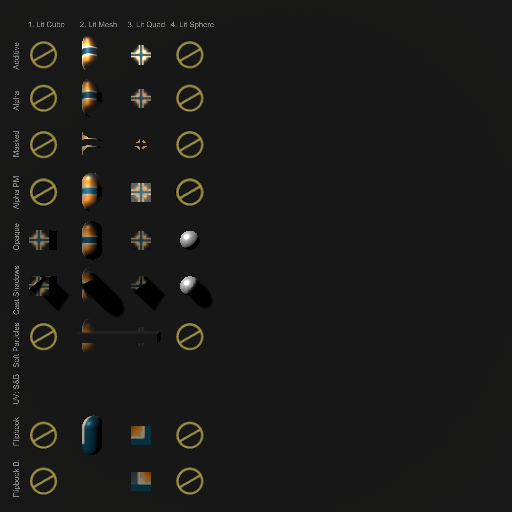 1. Lit Cube 2. Lit Mesh 3. Lit Quad 4. Lit Sphere
Additive
Alpha
Masked
Alpha PM
Opaque
Cast Shadows
Soft Particles
UV: S&B
Flipbook
Flipbook B.